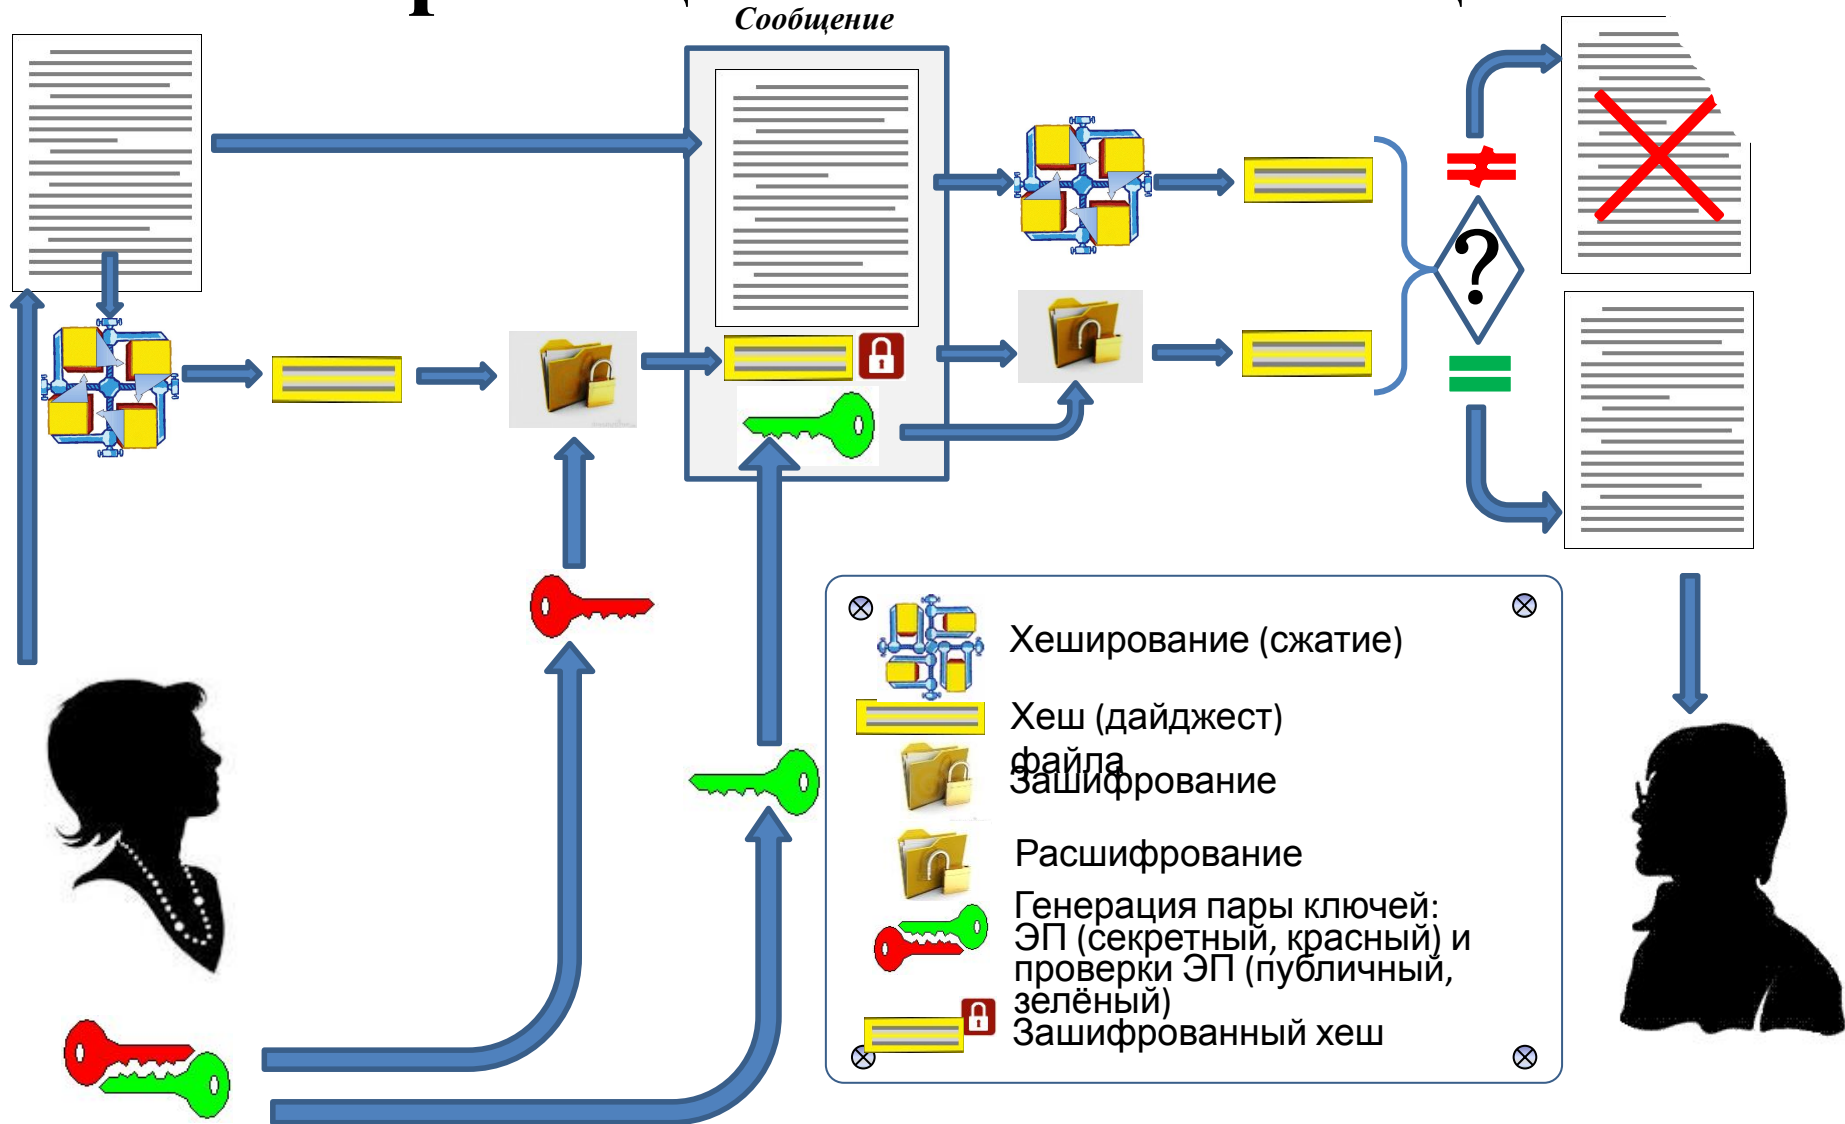 Сообщение
?
Хеширование (сжатие)
Хеш (дайджест)
файла
Зашифрование
Расшифрование
Генерация пары ключей:
ЭП (секретный, красный) и
проверки ЭП (публичный,
зелёный)
Зашифрованный хеш